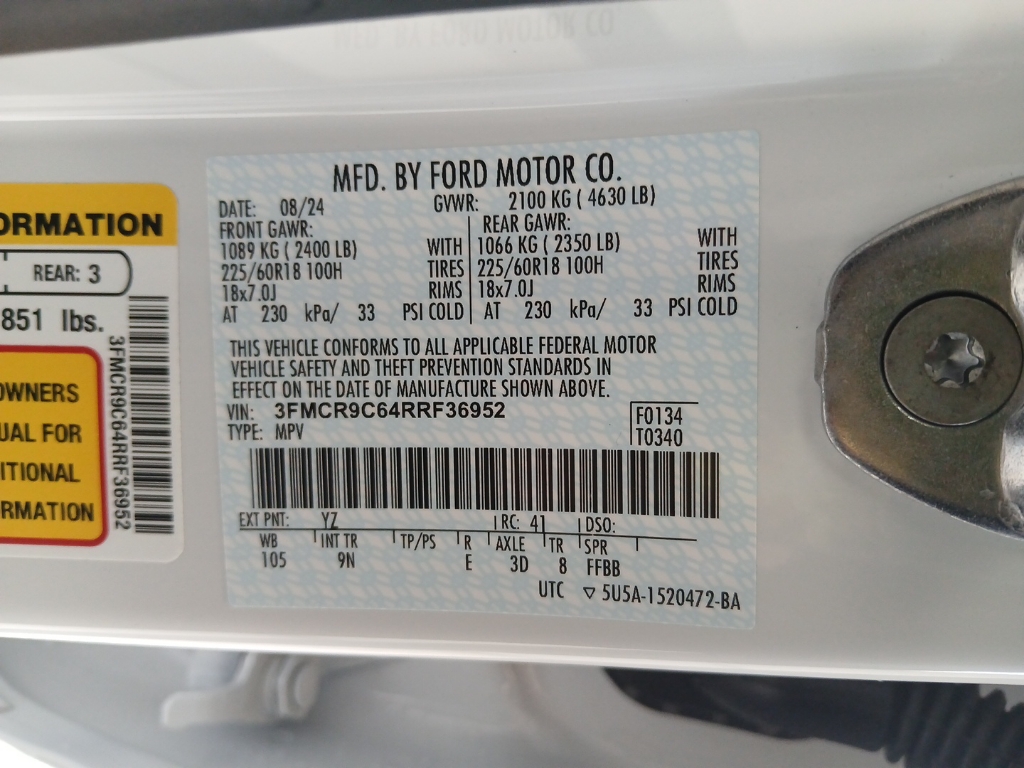 MFD. BY FORD MOTOR CO.
DATE: 08/24 GVWR: 2100 KG ( 4630 LB)
FRONT GAWR: REAR GAWR:
1089 KG ( 2400 LB) WITH 1066 KG ( 2350 LB) WITH
225/60R18 100H TIRES 225/60R18 100H TIRES
18x7.0J RIMS 18x7.0J RIMS
AT 230 kPa/ 33 PSI COLD AT 230 kPa/ 33 PSI COLD
THIS VEHICLE CONFORMS TO ALL APPLICABLE FEDERAL MOTOR
VEHICLE SAFETY AND THEFT PREVENTION STANDARDS IN
EFFECT ON THE DATE OF MANUFACTURE SHOWN ABOVE.
VIN: 3FMCR9C64RRF36952 F0134
TYPE: MPV T0340
EXT PNT: YZ RC: 41 DSO:
WB INT TR TP/PS R AXLE TR SPR
105 9N E 3D 8 FFBB
UTC ▽ 5U5A-1520472-BA
ORMATION
REAR: 3
851 lbs.
OWNERS
UAL FOR
ITIONAL
RMATION
3FMCR9C64RRF36952